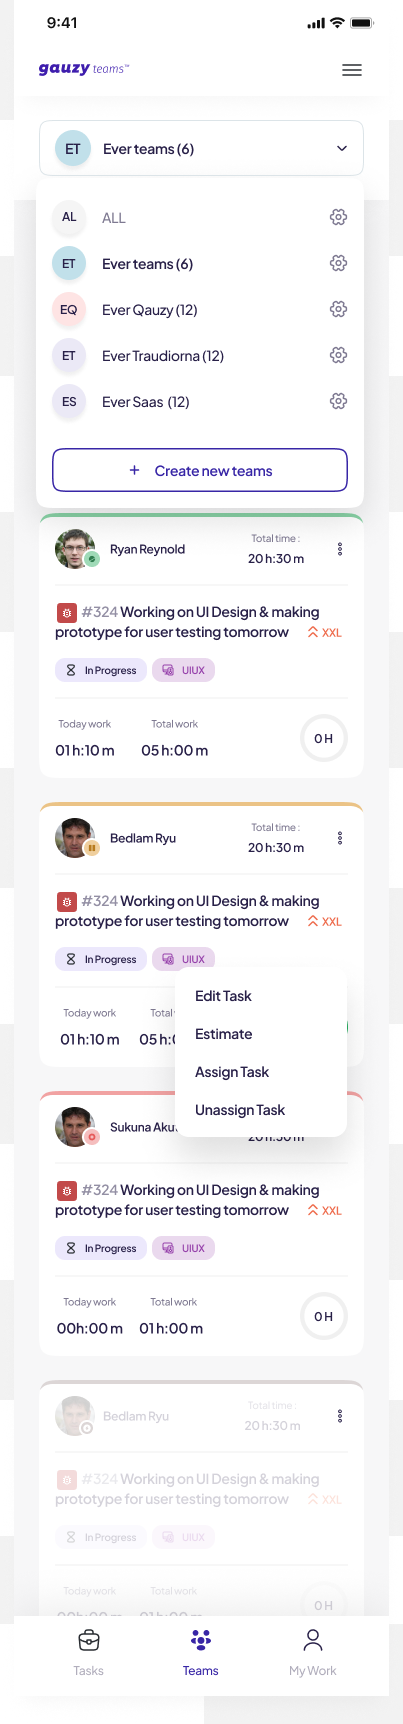 9:41
gauzy teams™
ET Ever teams (6)
AL ALL
ET Ever teams (6)
EQ Ever Qauzy (12)
ET Ever Traudiorna (12)
ES Ever Saas (12)
+ Create new teams
Total time :
Ryan Reynold
20 h:30 m
#324 Working on UI Design & making
prototype for user testing tomorrow XXL
In Progress UIUX
Today work Total work
01 h:10 m 05 h:00 m
0 H
Total time :
Bedlam Ryu
20 h:30 m
#324 Working on UI Design & making
prototype for user testing tomorrow XXL
In Progress UIUX
Edit Task
Today work
Estimate
01 h:10 m 05 h:
Assign Task
Unassign Task
Sukuna
20 h:30 m
#324 Working on UI Design & making
prototype for user testing tomorrow XXL
In Progress UIUX
Today work Total work
00h:00 m 01 h:00 m
0 H
Total time :
Bedlam Ryu
20 h:30 m
#324 Working on UI Design & making
prototype for user testing tomorrow XXL
In Progress UIUX
Today work Total work
0 H
Tasks Teams My Work